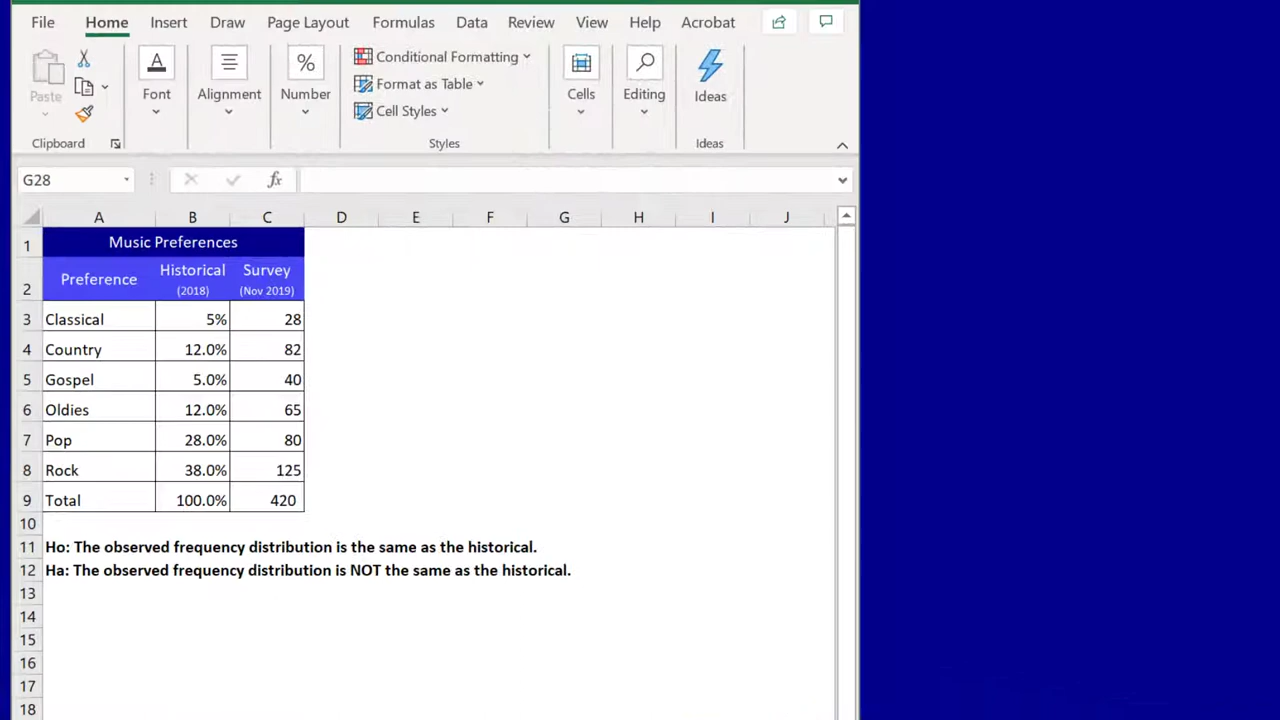 File Home Insert Draw Page Layout Formulas Data Review View Help Acrobat
Paste
Clipboard
A
Font
Alignment
%
Number
Conditional Formatting
Format as Table
Cell Styles
Styles
Cells
Editing
Ideas
Ideas
G28
fx
A B C D E F G H I J
1 Music Preferences
2 Preference Historical (2018) Survey (Nov 2019)
3 Classical 5% 28
4 Country 12.0% 82
5 Gospel 5.0% 40
6 Oldies 12.0% 65
7 Pop 28.0% 80
8 Rock 38.0% 125
9 Total 100.0% 420
10
11 Ho: The observed frequency distribution is the same as the historical.
12 Ha: The observed frequency distribution is NOT the same as the historical.
13
14
15
16
17
18